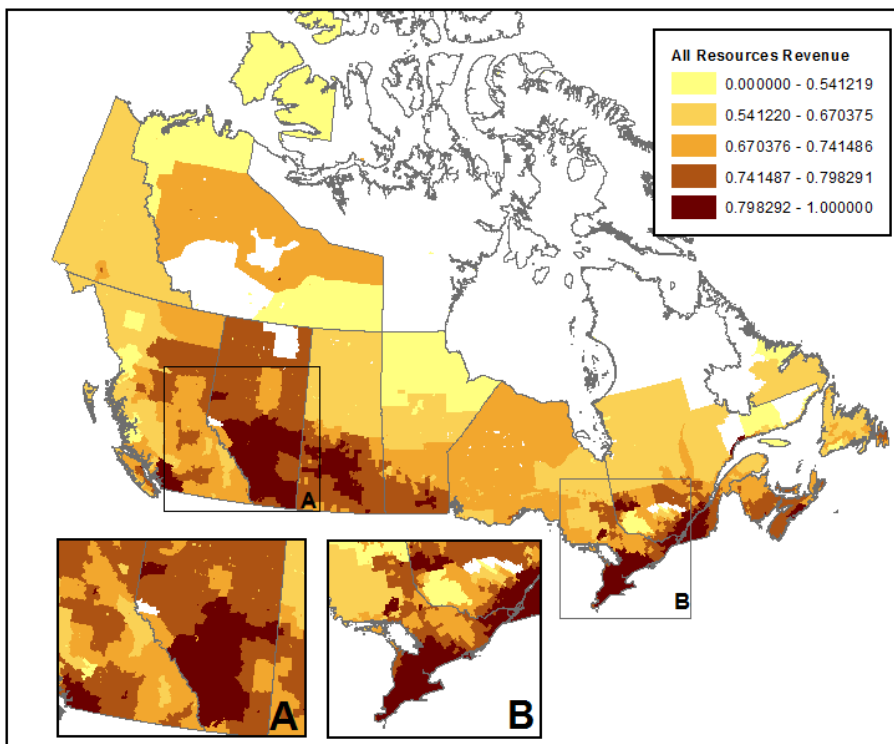 All Resources Revenue
0.000000 - 0.541219
0.541220 - 0.670375
0.670376 - 0.741486
0.741487 - 0.798291
0.798292 - 1.000000
A
B
A
B